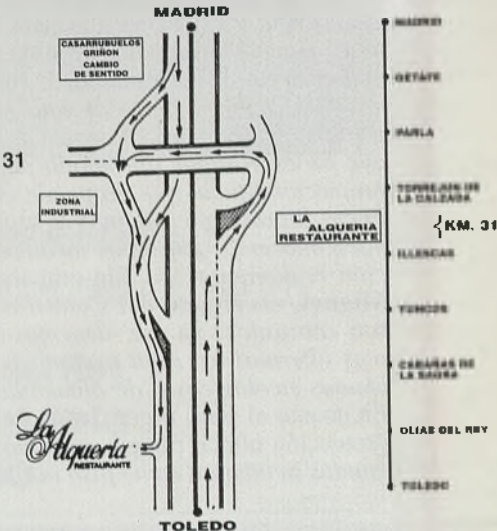 MADRID
CASARRUBUELOS
GRIÑON
CAMBIO
DE SENTIDO
31
ZONA
INDUSTRIAL
LA
ALQUERIA
RESTAURANTE
La
Alquería
RESTAURANTE
TOLEDO
MADRID
GETAFE
PARLA
TORREJON DE
LA CALZADA
KM. 31
ILLESCAS
YUNCOS
CABAÑAS DE
LA SAGRA
OLIAS DEL REY
TOLEDO